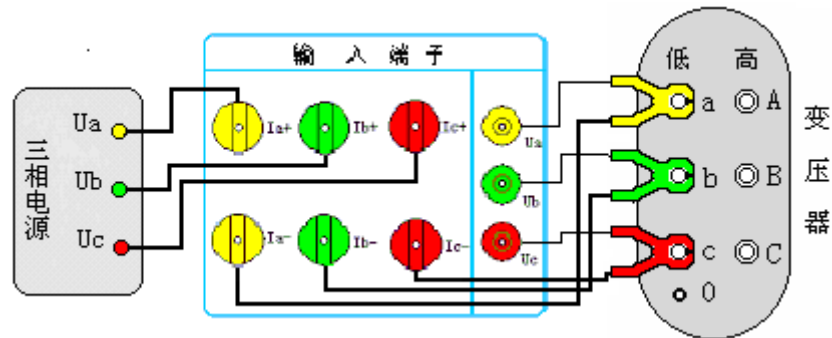 三相电源
Ua
Ub
Uc
输入端子
Ia+
Ib+
Ic+
Ia-
Ib-
Ic-
Ua
Ub
Uc
低 高
a A
b B
c C
0
变压器